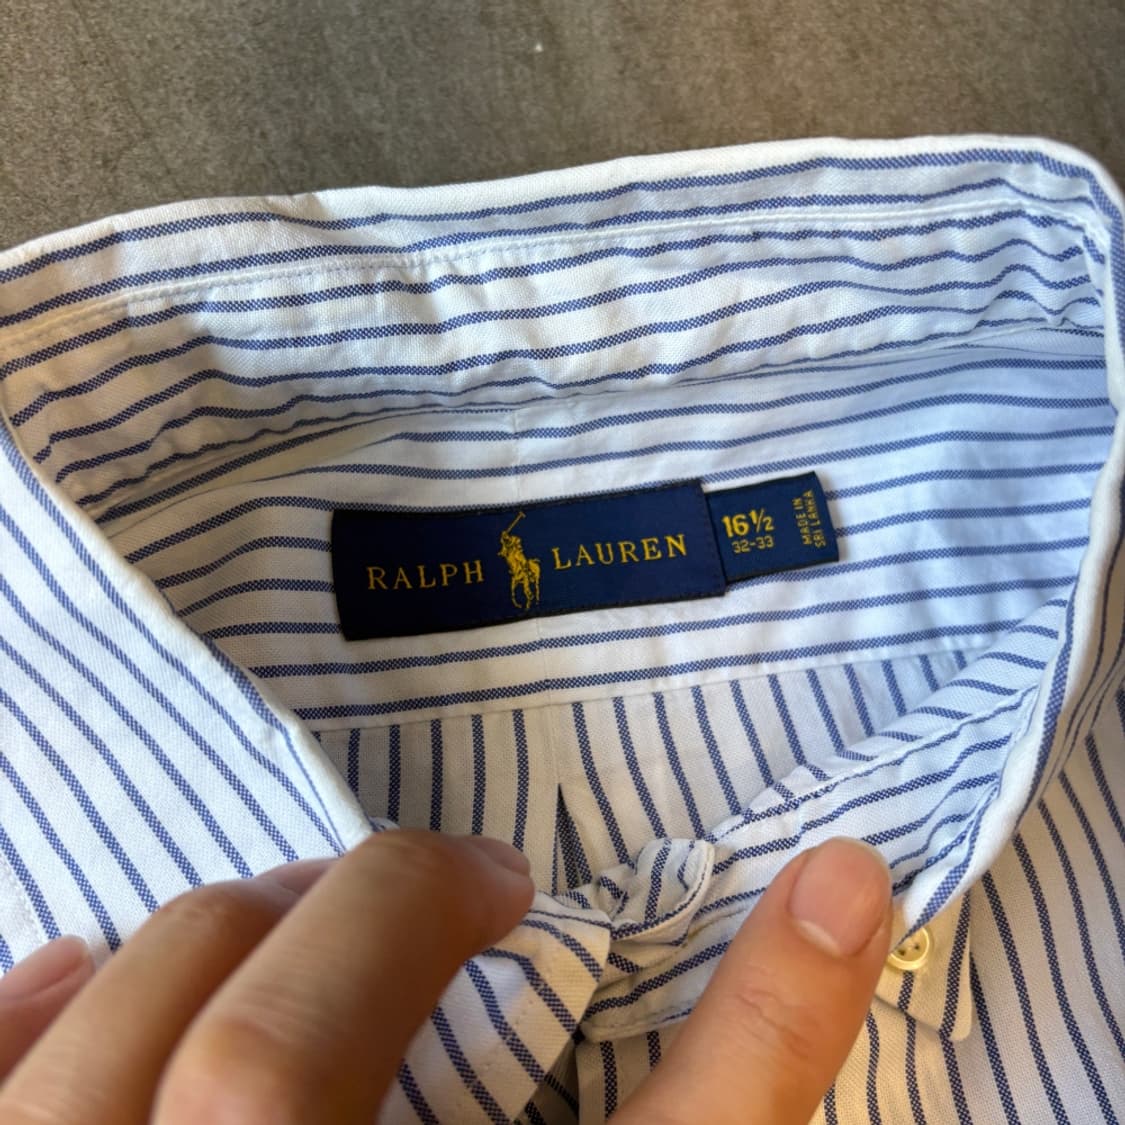 RALPH LAUREN
16½
32-33
MADE IN
SRI LANKA